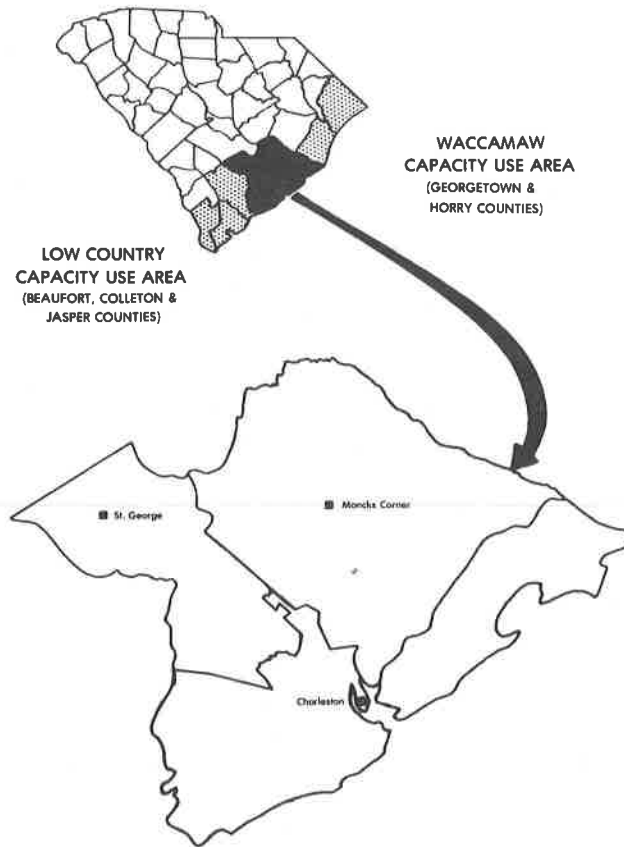 WACCAMAW
CAPACITY USE AREA
(GEORGETOWN &
HORRY COUNTIES)
LOW COUNTRY
CAPACITY USE AREA
(BEAUFORT, COLLETON &
JASPER COUNTIES)
St. George
Moncks Corner
Charleston